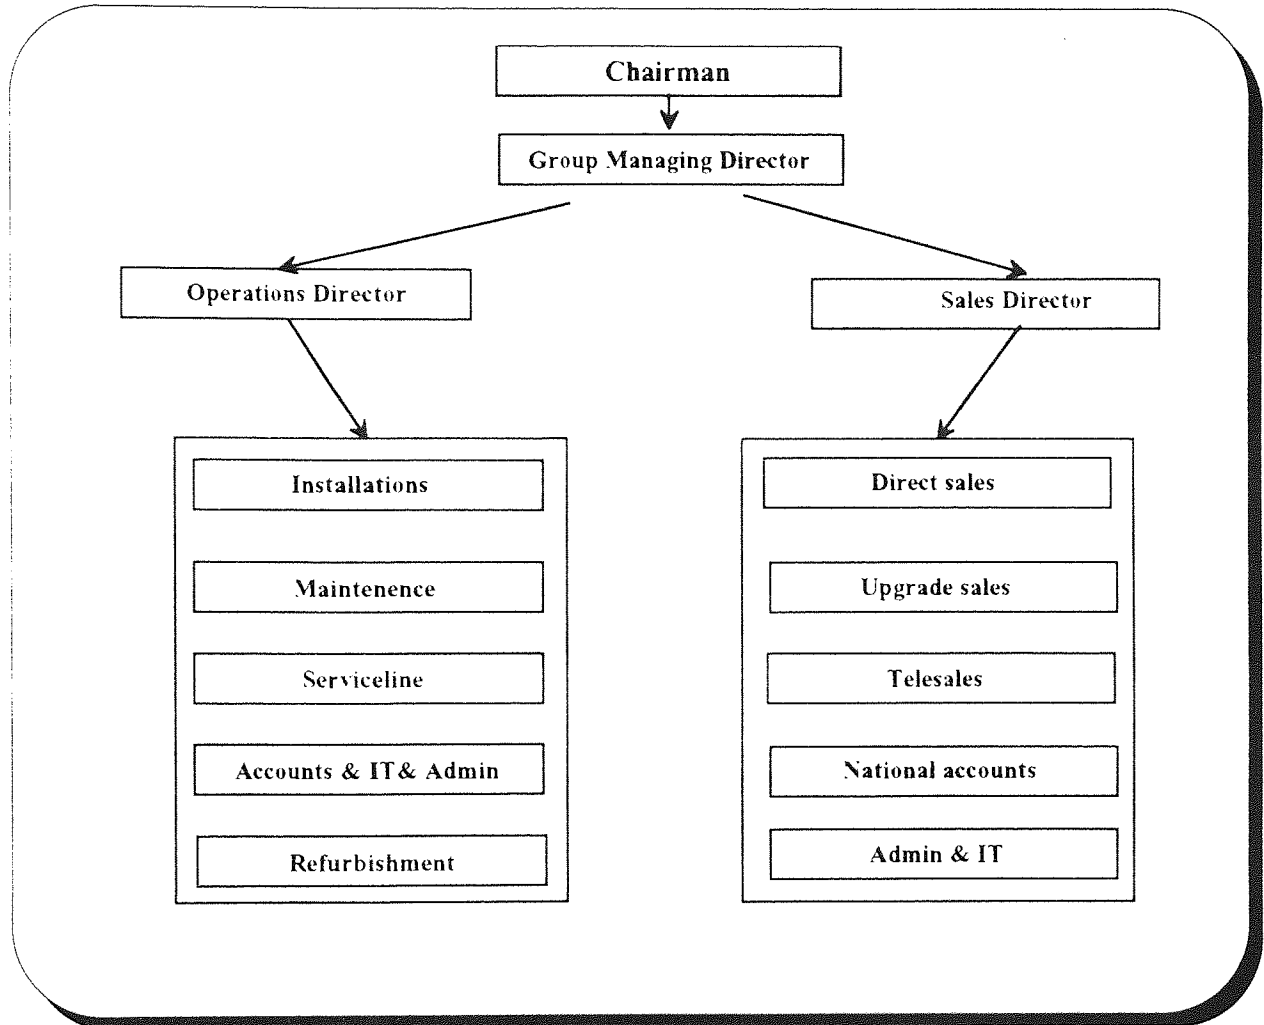 Chairman
Group Managing Director
Operations Director
Sales Director
Installations
Maintenence
Serviceline
Accounts & IT& Admin
Refurbishment
Direct sales
Upgrade sales
Telesales
National accounts
Admin & IT